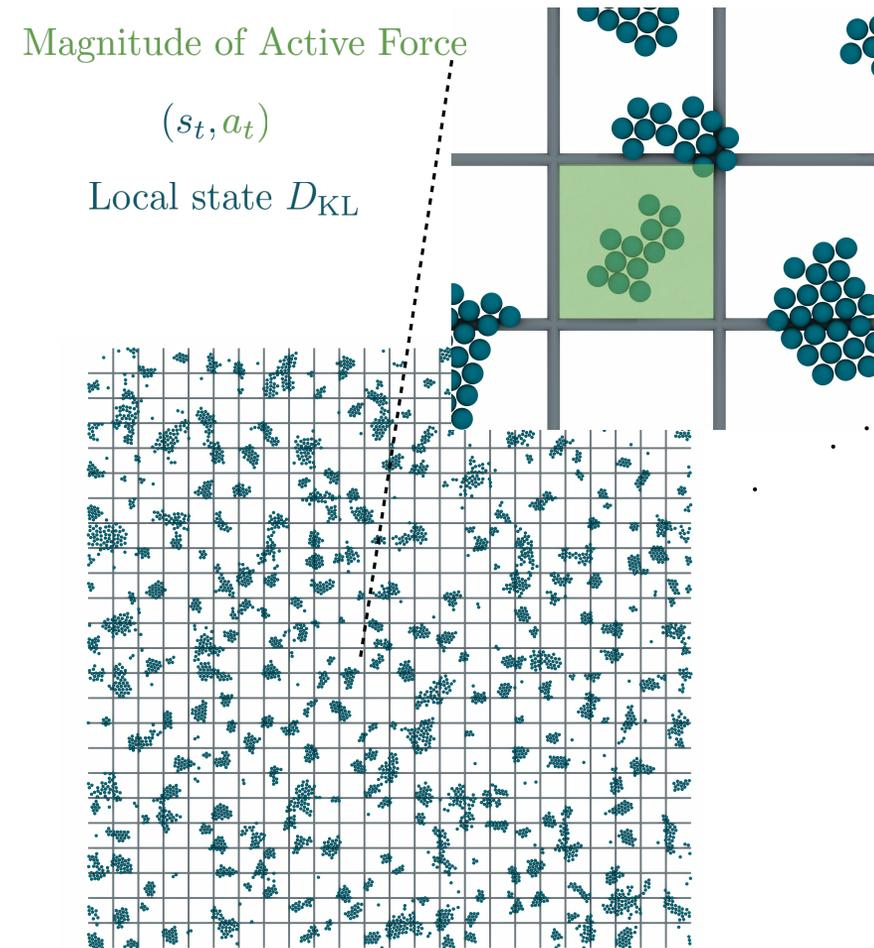 Magnitude of Active Force
(s_t, a_t)
Local state D_KL